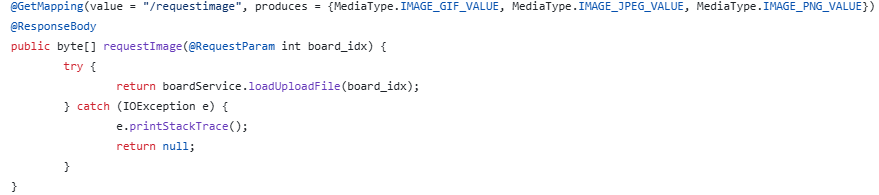 @GetMapping(value = "/requestimage", produces = {MediaType.IMAGE_GIF_VALUE, MediaType.IMAGE_JPEG_VALUE, MediaType.IMAGE_PNG_VALUE})
@ResponseBody
public byte[] requestImage(@RequestParam int board_idx) {
        try {
                return boardService.loadUploadFile(board_idx);
        } catch (IOException e) {
                e.printStackTrace();
                return null;
        }
}